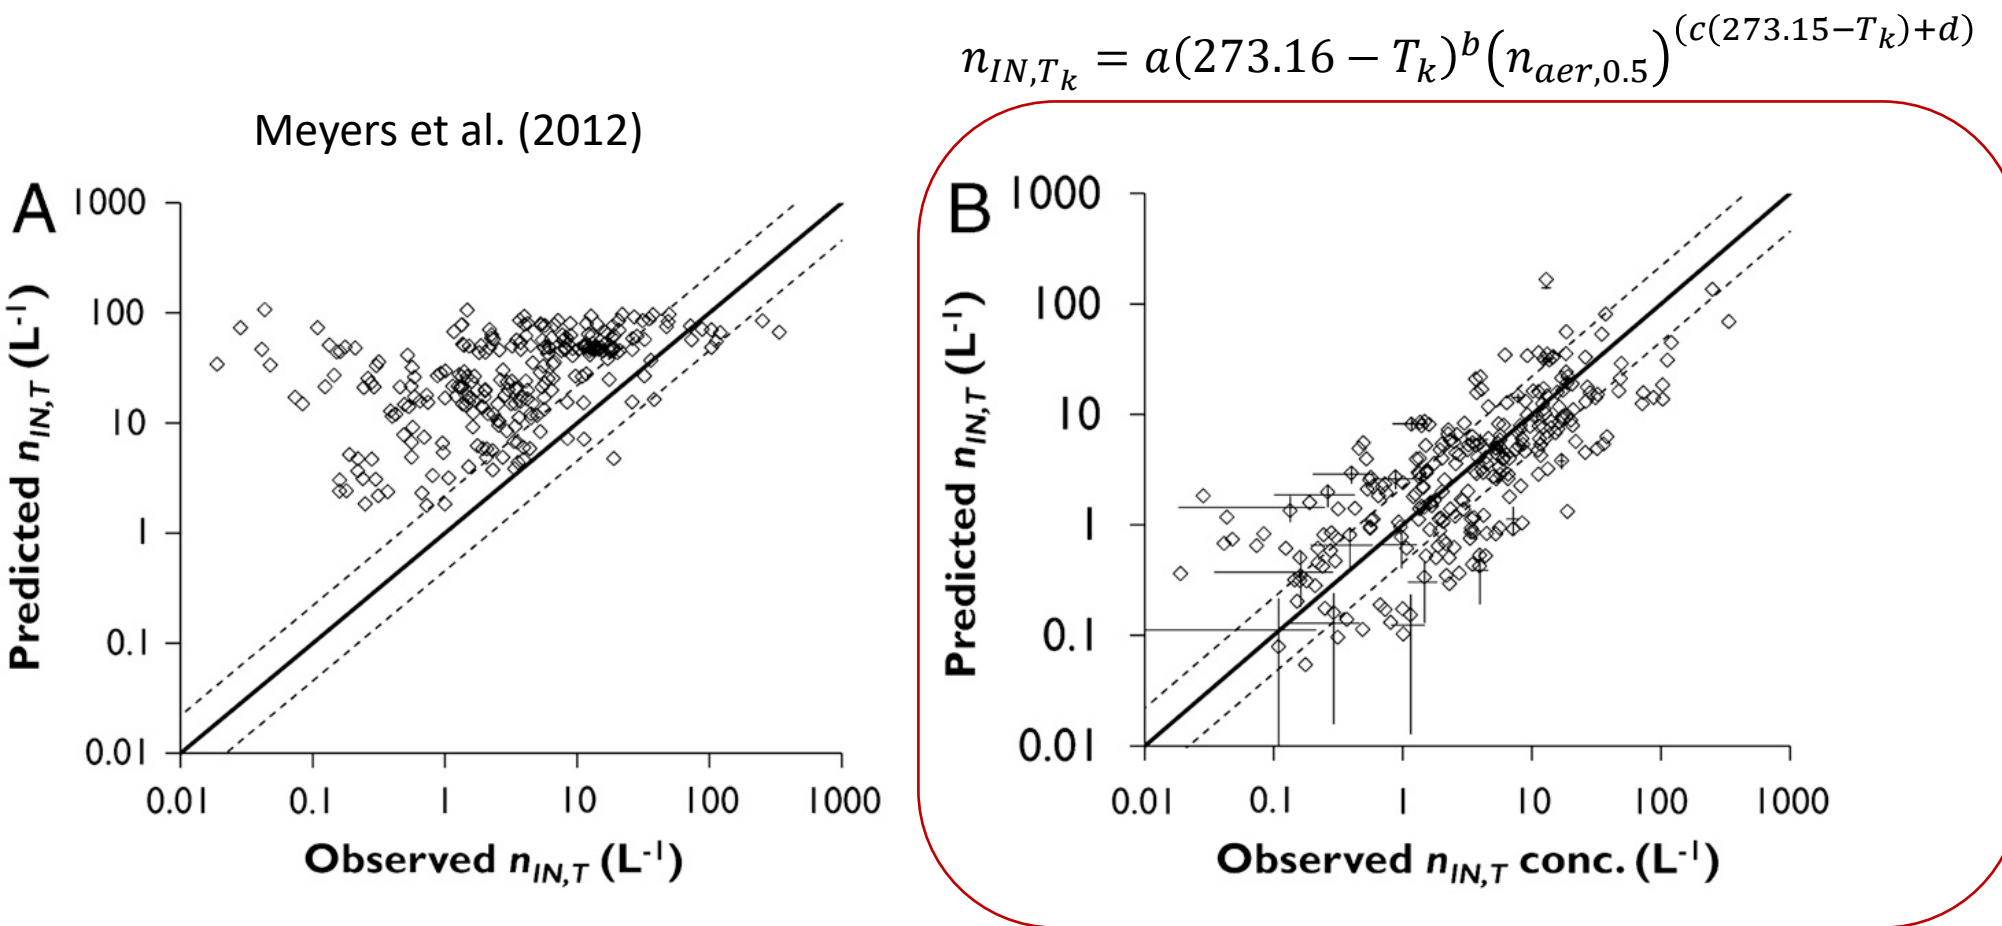 n_{IN,T_k} = a(273.16 − T_k)^b (n_{aer,0.5})^{(c(273.15−T_k)+d)}
Meyers et al. (2012)
A
1000
100
10
1
0.1
0.01
Predicted n_{IN,T} (L^{-1})
0.01 0.1 1 10 100 1000
Observed n_{IN,T} (L^{-1})
B
1000
100
10
1
0.1
0.01
Predicted n_{IN,T} (L^{-1})
0.01 0.1 1 10 100 1000
Observed n_{IN,T} conc. (L^{-1})